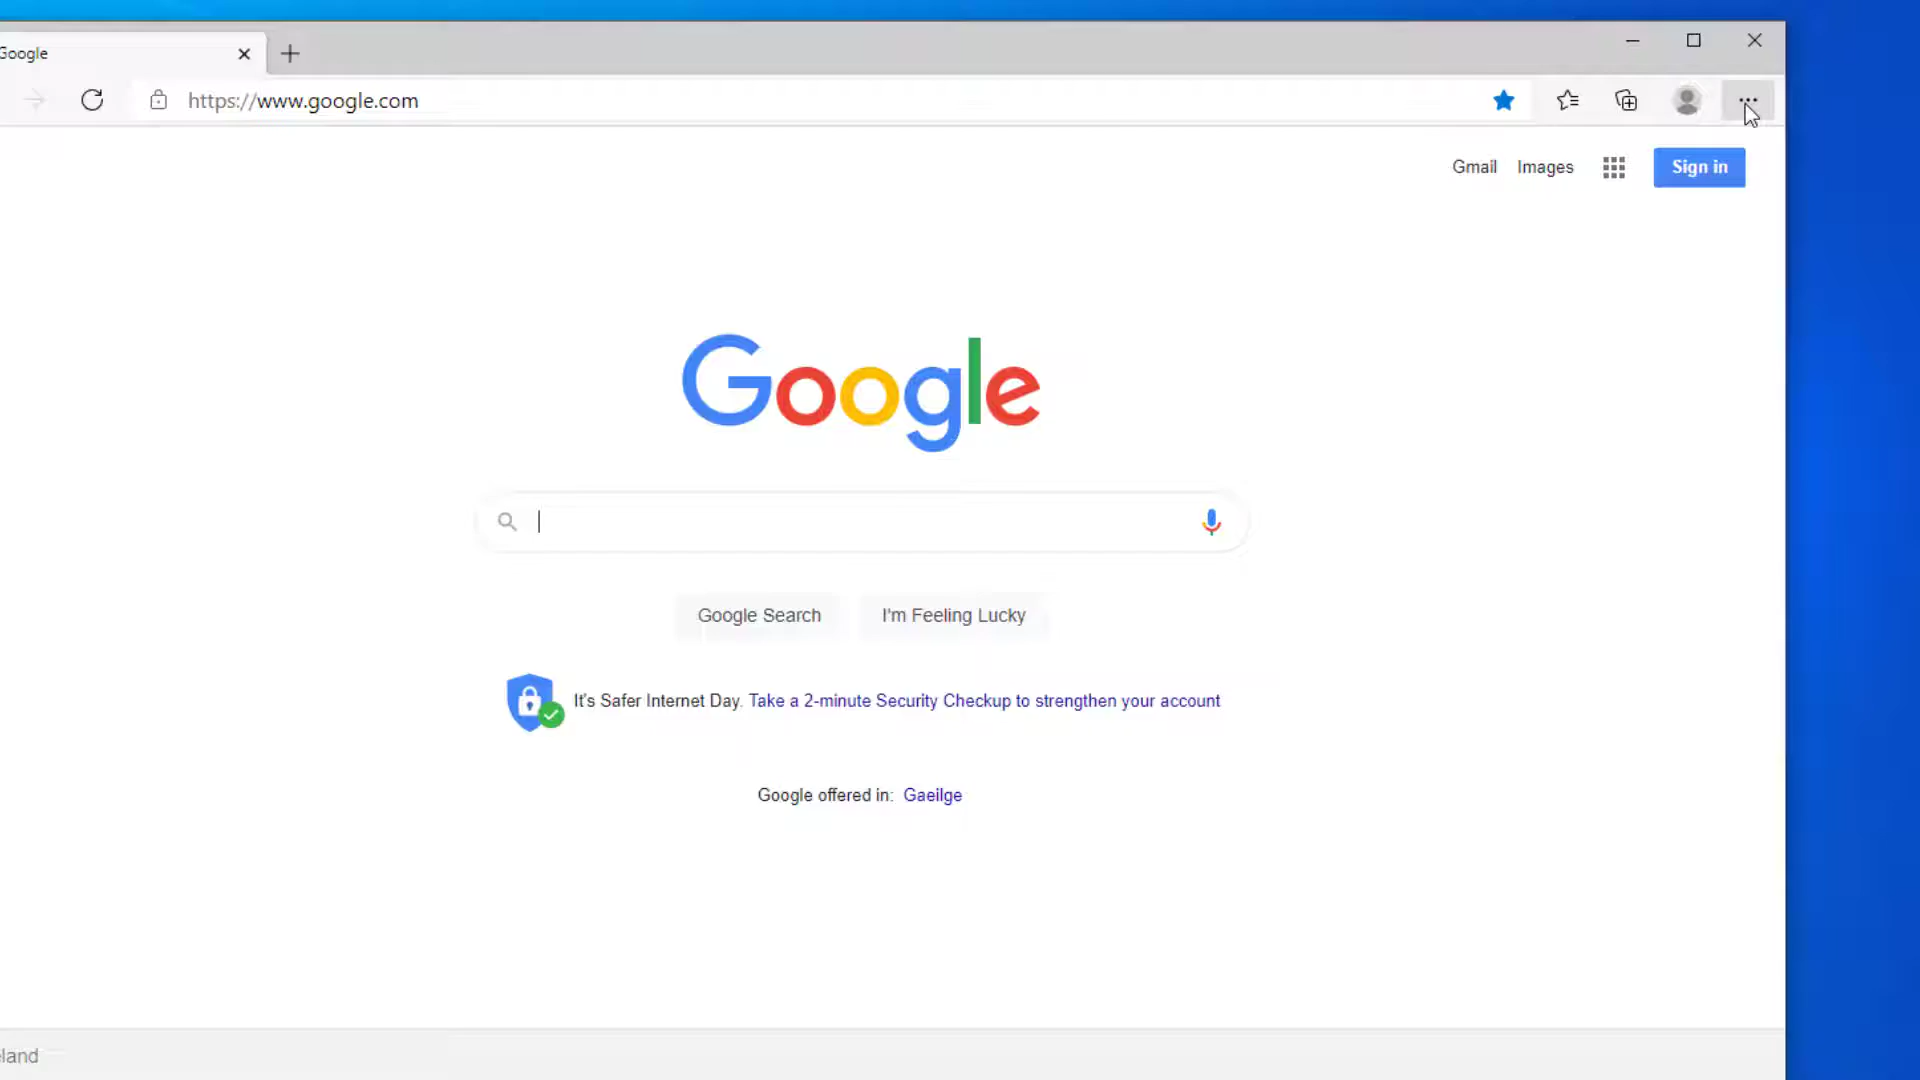 Google
https://www.google.com
Gmail Images Sign in
Google
Google Search I'm Feeling Lucky
It's Safer Internet Day. Take a 2-minute Security Checkup to strengthen your account
Google offered in: Gaeilge
eland